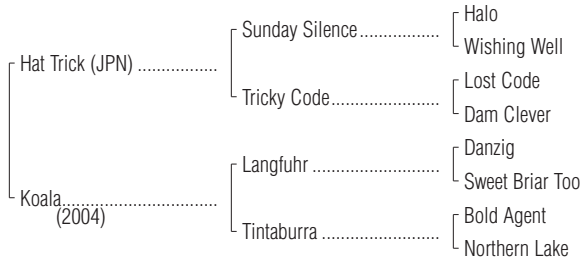 Halo
Sunday Silence..................
Wishing Well
Hat Trick (JPN) ................
Lost Code
Tricky Code........................
Dam Clever
Danzig
Langfuhr ............................
Sweet Briar Too
Koala....................................
(2004)
Bold Agent
Tintaburra ..........................
Northern Lake